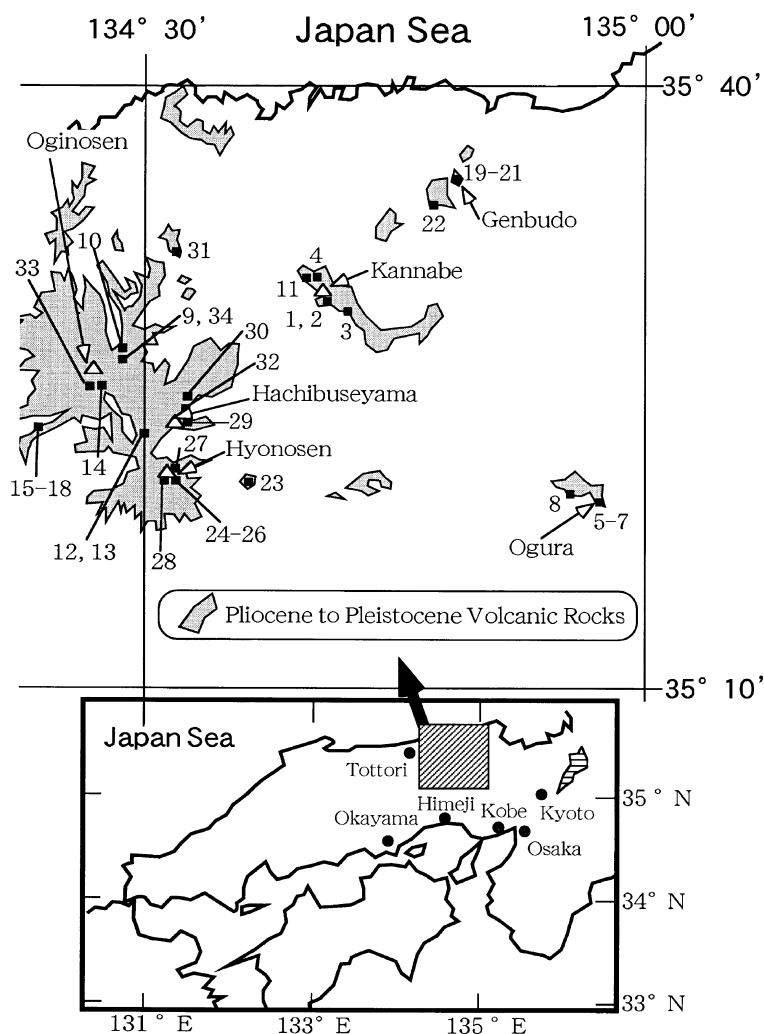 134° 30'
Japan Sea
135° 00'
35° 40'
Oginosen
19-21
Genbudo
22
10
31
4
Kannabe
33
11
9, 34
1, 2
3
30
32
Hachibuseyama
29
27
Hyonosen
14
15-18
23
24-26
8
5-7
12, 13
28
Ogura
Pliocene to Pleistocene Volcanic Rocks
35° 10'
Japan Sea
Tottori
Himeji
Kobe
Kyoto
35° N
Okayama
Osaka
34° N
33° N
131° E
133° E
135° E